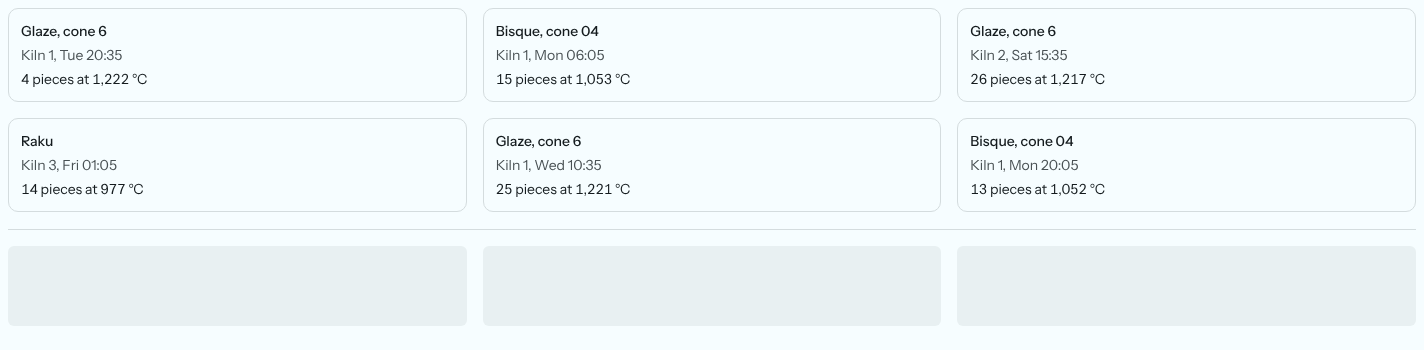 Glaze, cone 6
Kiln 1, Tue 20:35
4 pieces at 1,222 °C
Bisque, cone 04
Kiln 1, Mon 06:05
15 pieces at 1,053 °C
Glaze, cone 6
Kiln 2, Sat 15:35
26 pieces at 1,217 °C
Raku
Kiln 3, Fri 01:05
14 pieces at 977 °C
Glaze, cone 6
Kiln 1, Wed 10:35
25 pieces at 1,221 °C
Bisque, cone 04
Kiln 1, Mon 20:05
13 pieces at 1,052 °C